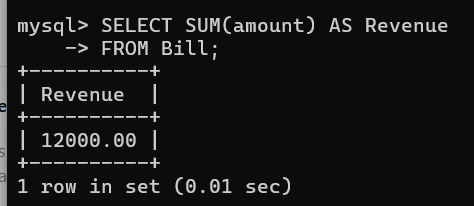 mysql> SELECT SUM(amount) AS Revenue
    -> FROM Bill;
+----------+
| Revenue  |
+----------+
| 12000.00 |
+----------+
1 row in set (0.01 sec)